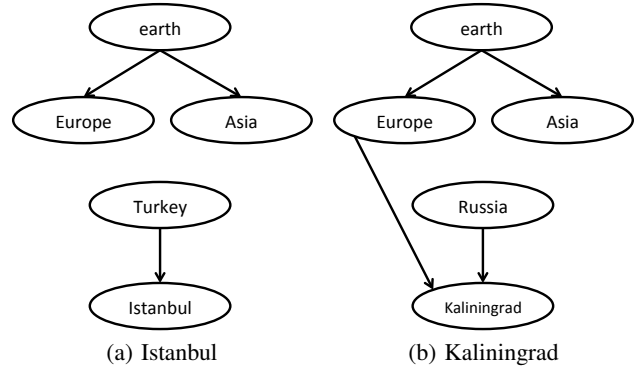 earth
Europe
Asia
Turkey
Istanbul
(a) Istanbul
earth
Europe
Asia
Russia
Kaliningrad
(b) Kaliningrad